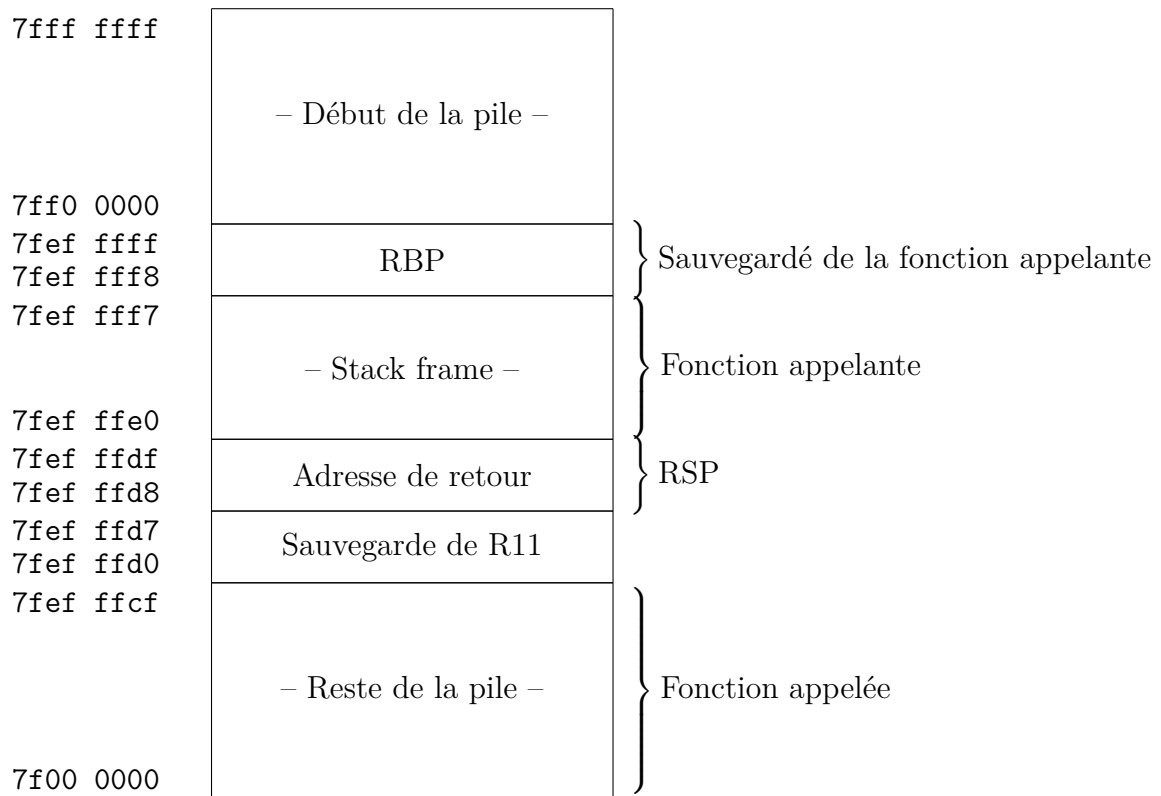 7fff ffff
– Début de la pile –
7ff0 0000
7fef ffff
RBP
Sauvegardé de la fonction appelante
7fef fff8
7fef fff7
– Stack frame –
Fonction appelante
7fef ffe0
7fef ffdf
Adresse de retour
RSP
7fef ffd8
7fef ffd7
Sauvegarde de R11
7fef ffd0
7fef ffcf
– Reste de la pile –
Fonction appelée
7f00 0000